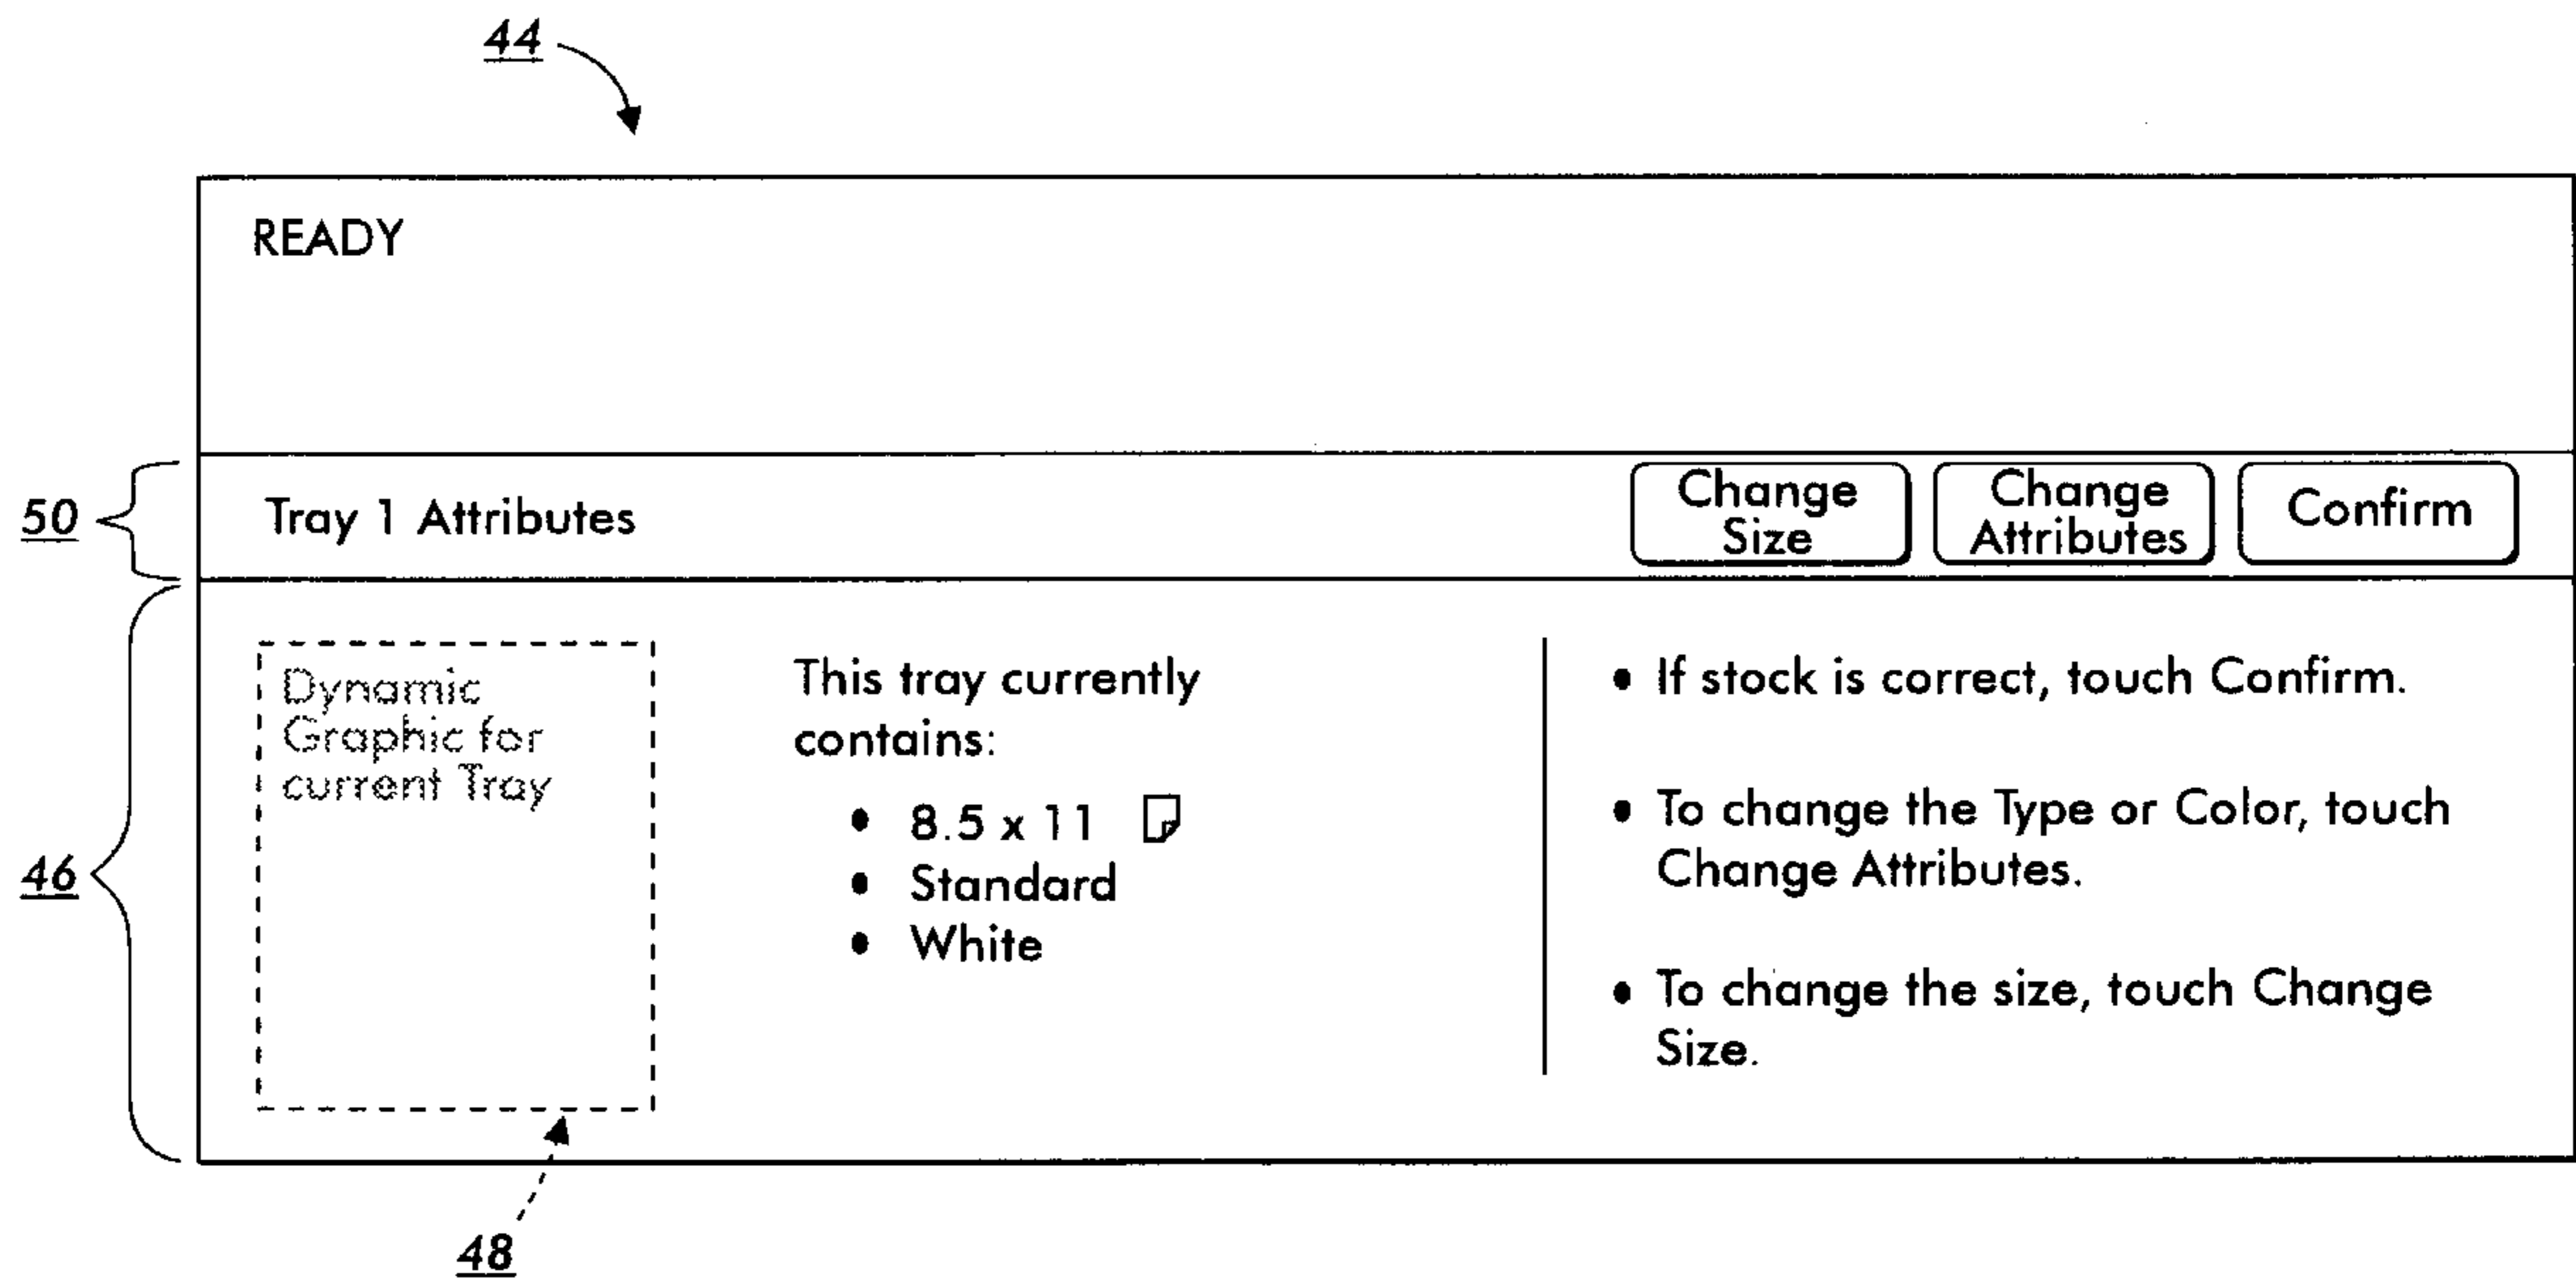 44
READY
50
Tray 1 Attributes
Change
Size
Change
Attributes
Confirm
46
Dynamic
Graphic for
current Tray
This tray currently
contains:
• 8.5 x 11
• Standard
• White
• If stock is correct, touch Confirm.
• To change the Type or Color, touch
Change Attributes.
• To change the size, touch Change
Size.
48